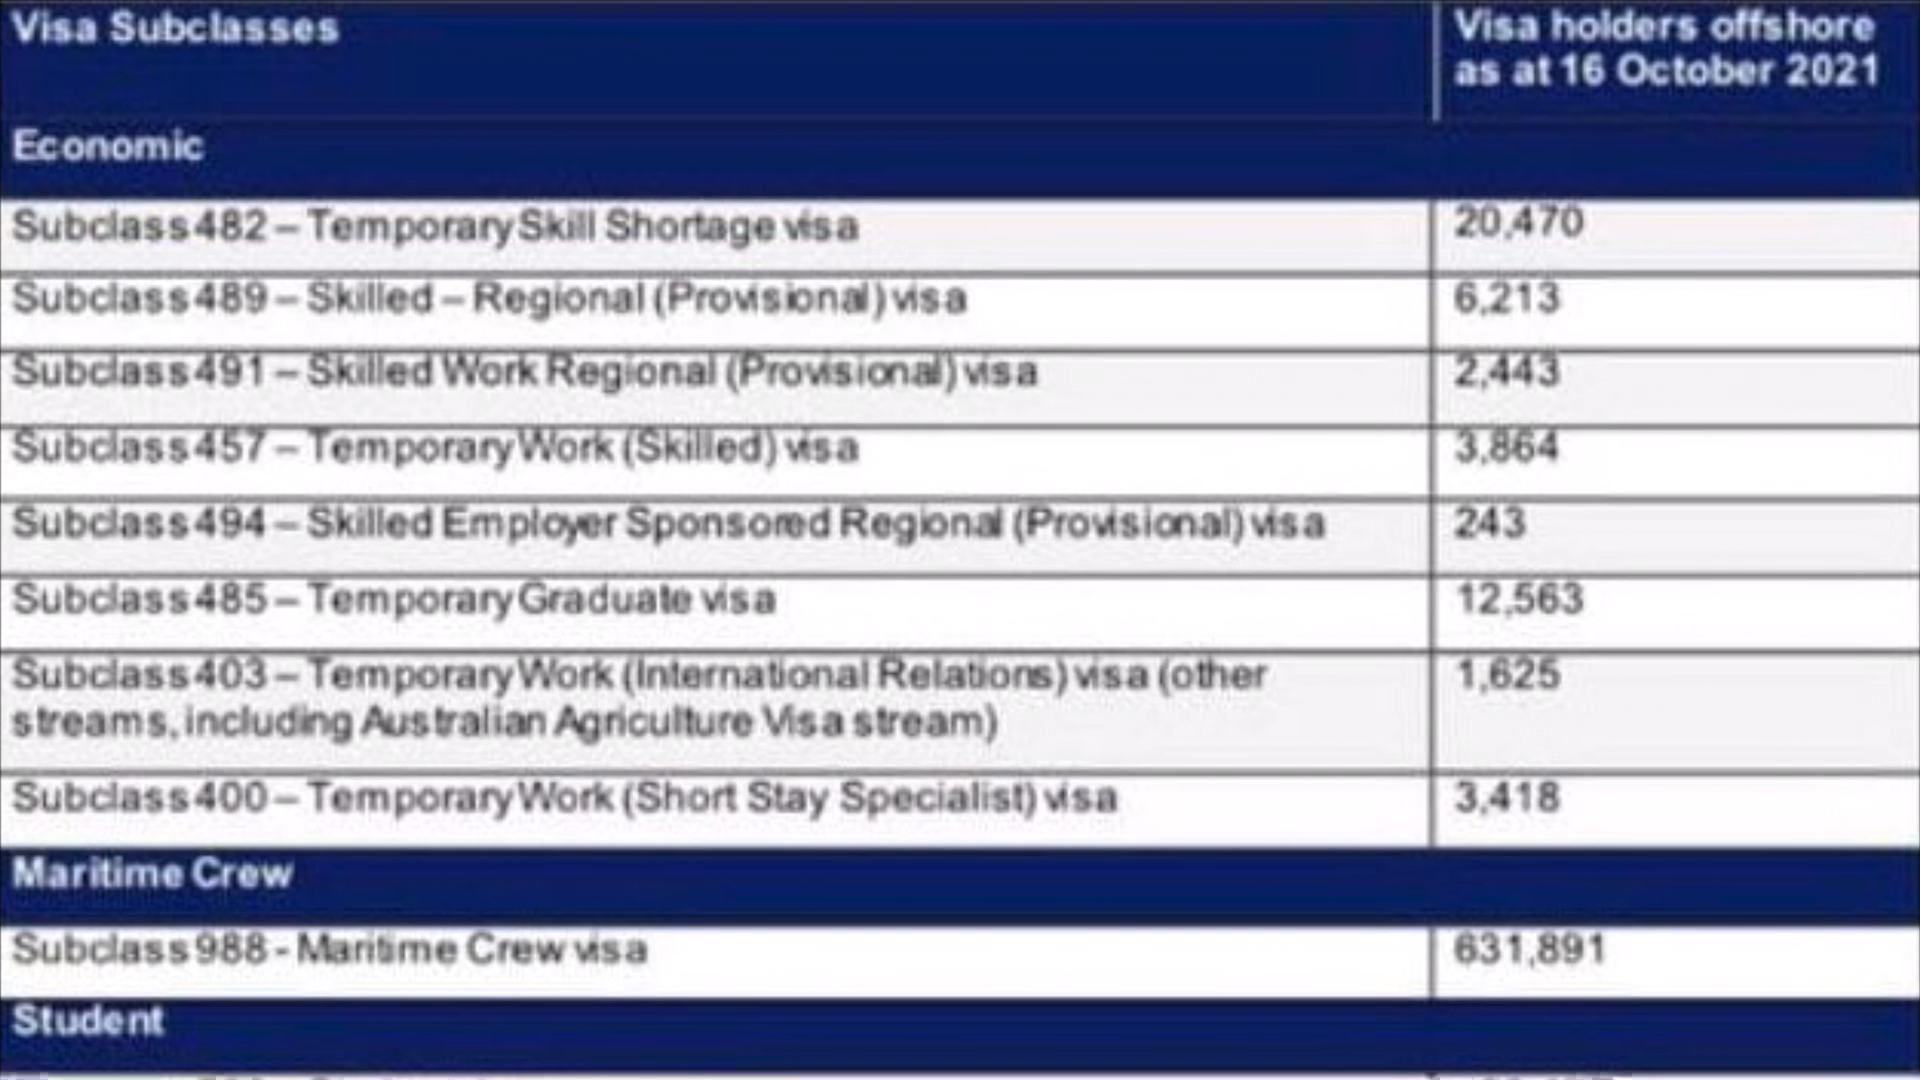 Visa Subclasses
Visa holders offshore
as at 16 October 2021
Economic
Subclass 482 – Temporary Skill Shortage visa
20,470
Subclass 489 – Skilled – Regional (Provisional) visa
6,213
Subclass 491 – Skilled Work Regional (Provisional) visa
2,443
Subclass 457 – Temporary Work (Skilled) visa
3,864
Subclass 494 – Skilled Employer Sponsored Regional (Provisional) visa
243
Subclass 485 – Temporary Graduate visa
12,563
Subclass 403 – Temporary Work (International Relations) visa (other
streams, including Australian Agriculture Visa stream)
1,625
Subclass 400 – Temporary Work (Short Stay Specialist) visa
3,418
Maritime Crew
Subclass 988 - Maritime Crew visa
631,891
Student